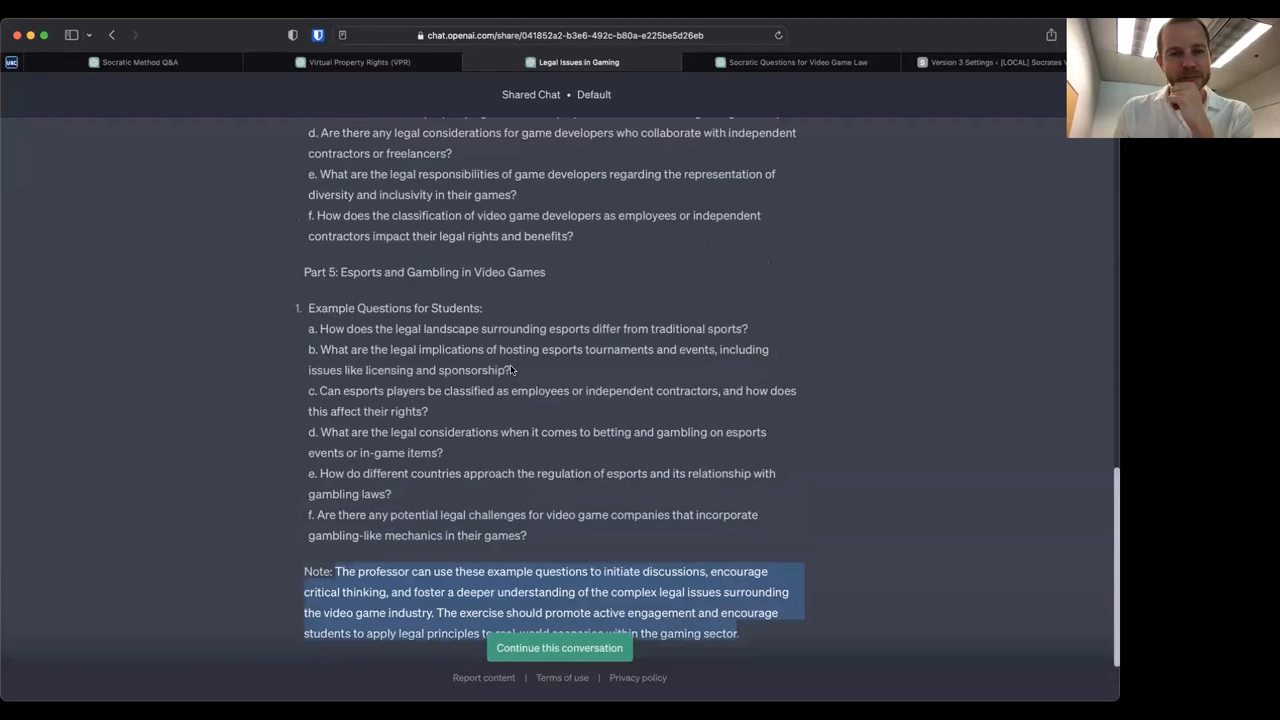 chat.openai.com/share/041852a2-b3e6-492c-b80a-e225be5d26eb
UBC
Socratic Method Q&A
Virtual Property Rights (VPR)
Legal Issues in Gaming
Socratic Questions for Video Game Law
S
Version 3 Settings ‹ [LOCAL] Socrates
Shared Chat • Default
d. Are there any legal considerations for game developers who collaborate with independent
contractors or freelancers?
e. What are the legal responsibilities of game developers regarding the representation of
diversity and inclusivity in their games?
f. How does the classification of video game developers as employees or independent
contractors impact their legal rights and benefits?
Part 5: Esports and Gambling in Video Games
1. Example Questions for Students:
a. How does the legal landscape surrounding esports differ from traditional sports?
b. What are the legal implications of hosting esports tournaments and events, including
issues like licensing and sponsorship?
c. Can esports players be classified as employees or independent contractors, and how does
this affect their rights?
d. What are the legal considerations when it comes to betting and gambling on esports
events or in-game items?
e. How do different countries approach the regulation of esports and its relationship with
gambling laws?
f. Are there any potential legal challenges for video game companies that incorporate
gambling-like mechanics in their games?
Note: The professor can use these example questions to initiate discussions, encourage
critical thinking, and foster a deeper understanding of the complex legal issues surrounding
the video game industry. The exercise should promote active engagement and encourage
students to apply legal principles to real-world scenarios within the gaming sector.
Continue this conversation
Report content | Terms of use | Privacy policy